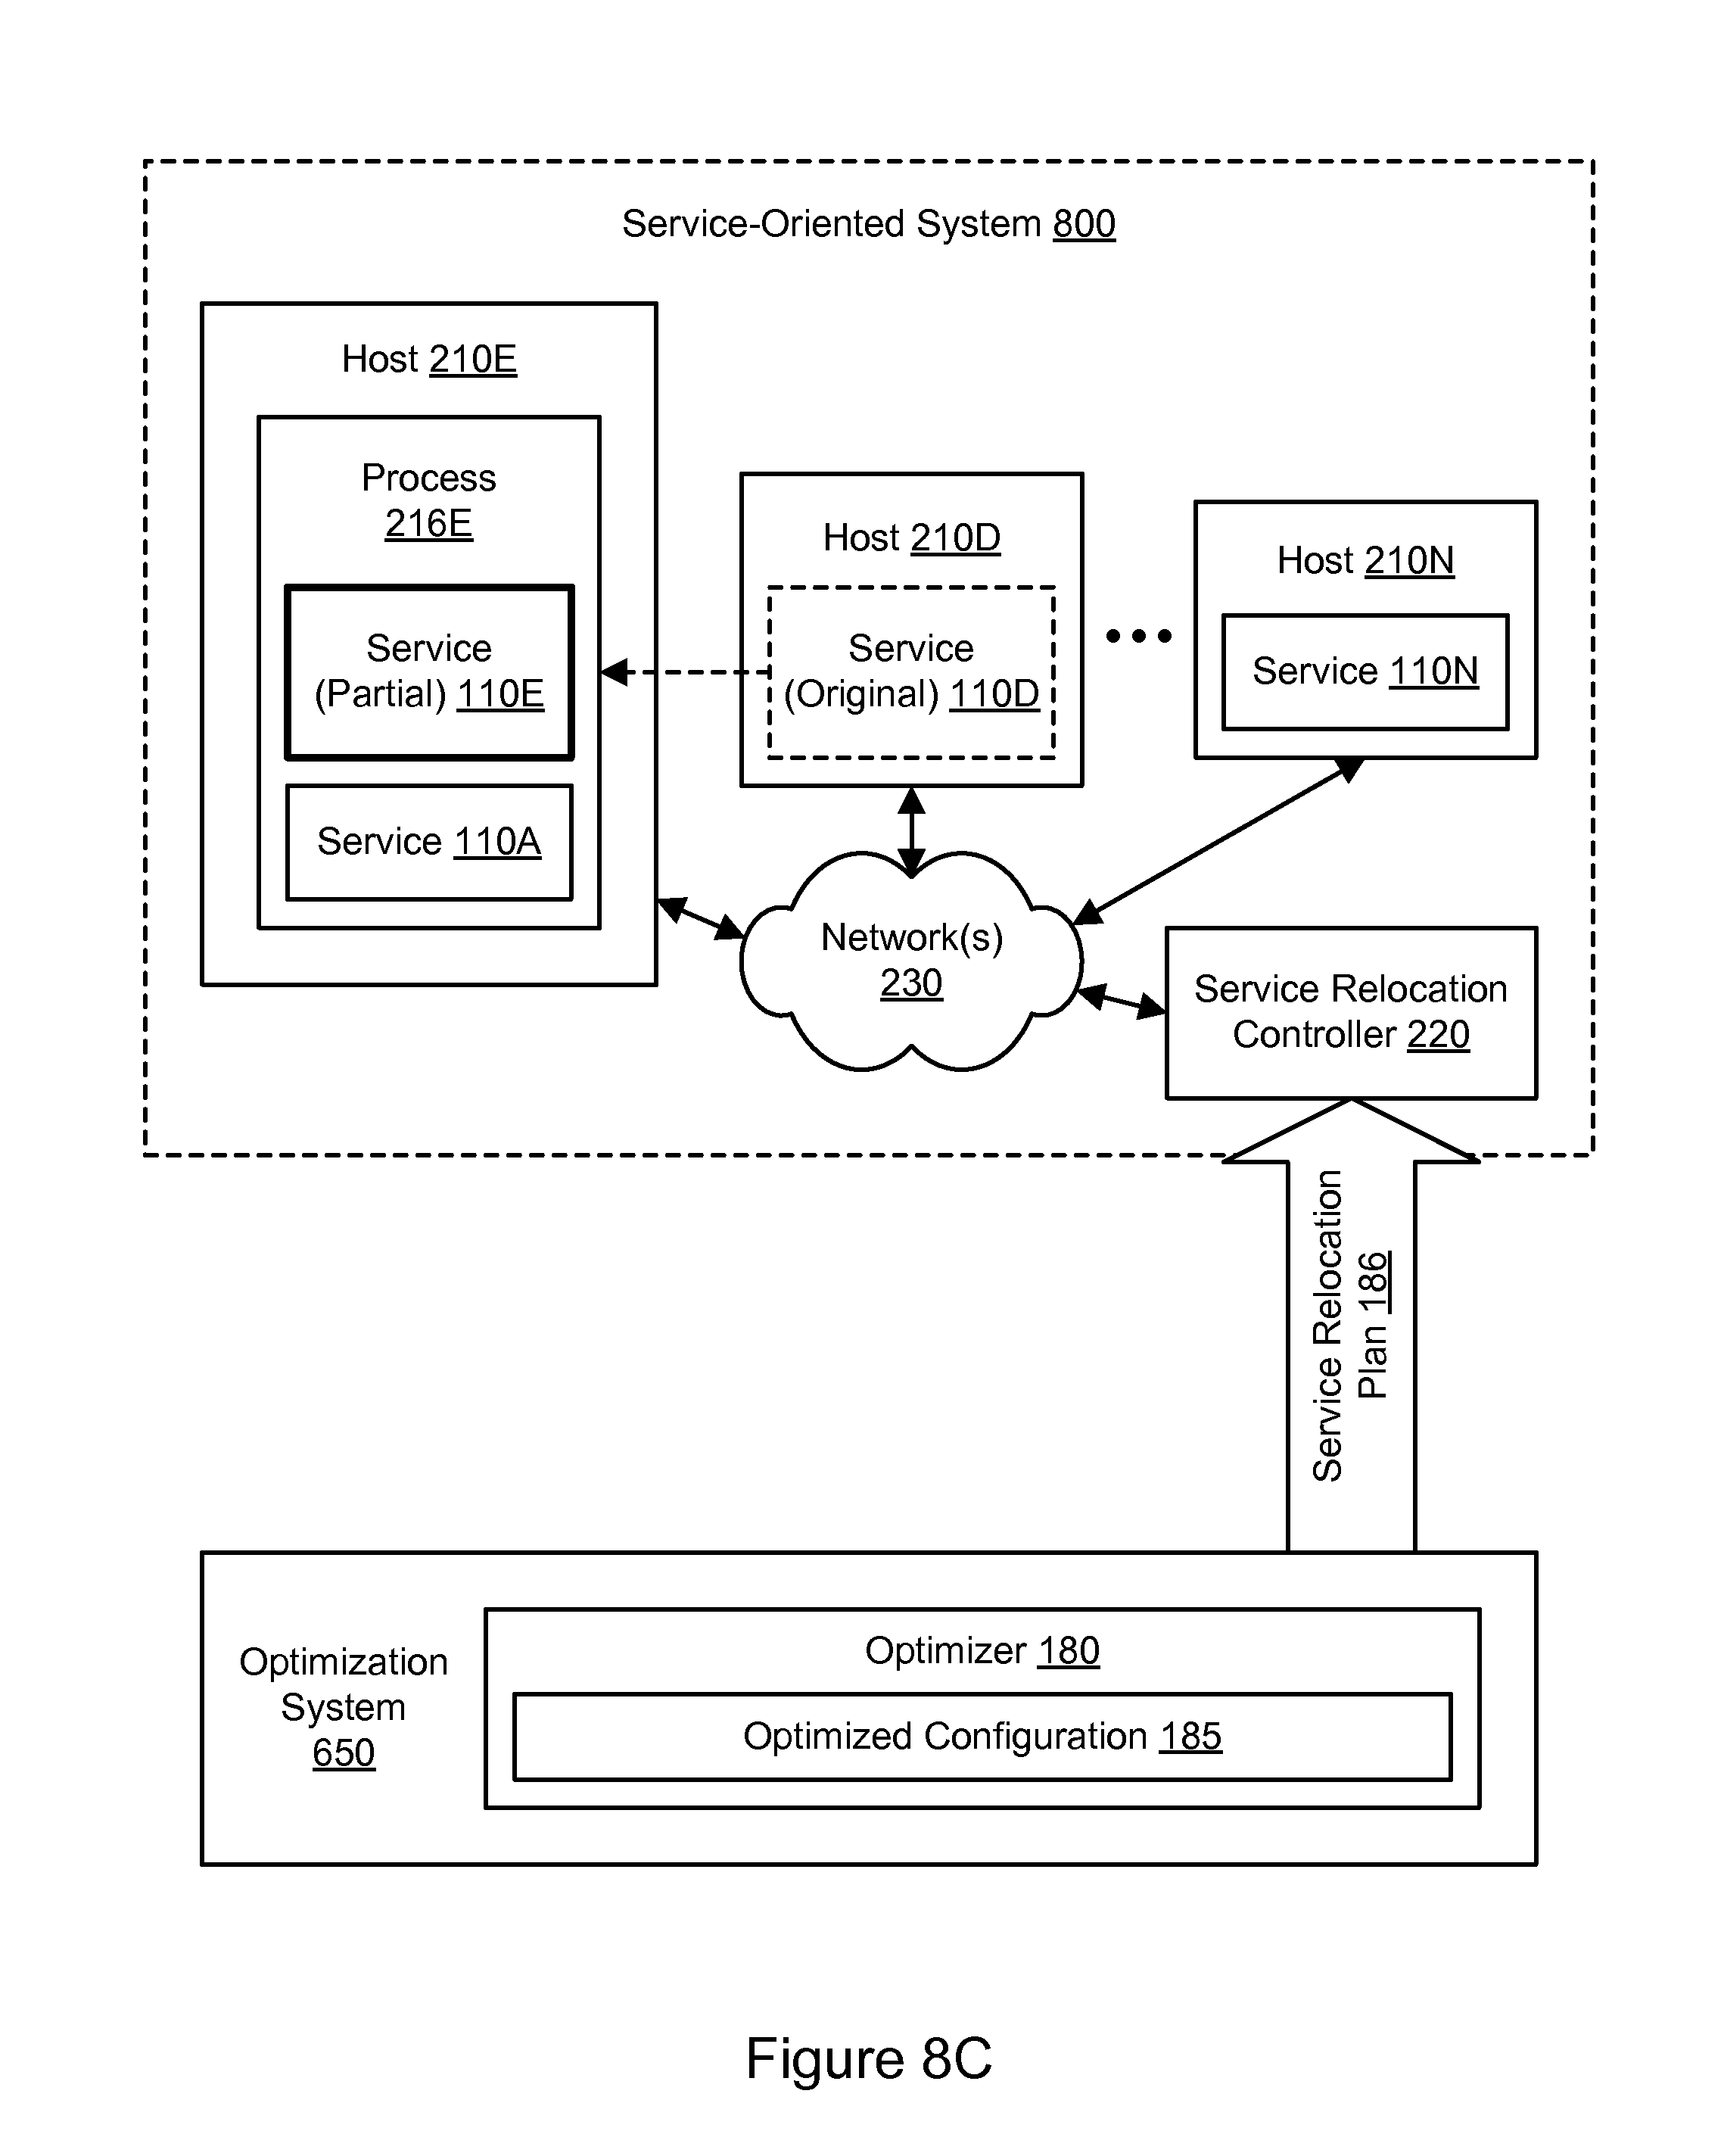 Service-Oriented System 800
Host 210E
Process
216E
Service
(Partial) 110E
Service 110A
Host 210D
Service
(Original) 110D
Host 210N
Service 110N
Network(s)
230
Service Relocation
Controller 220
Service Relocation
Plan 186
Optimization
System
650
Optimizer 180
Optimized Configuration 185
Figure 8C